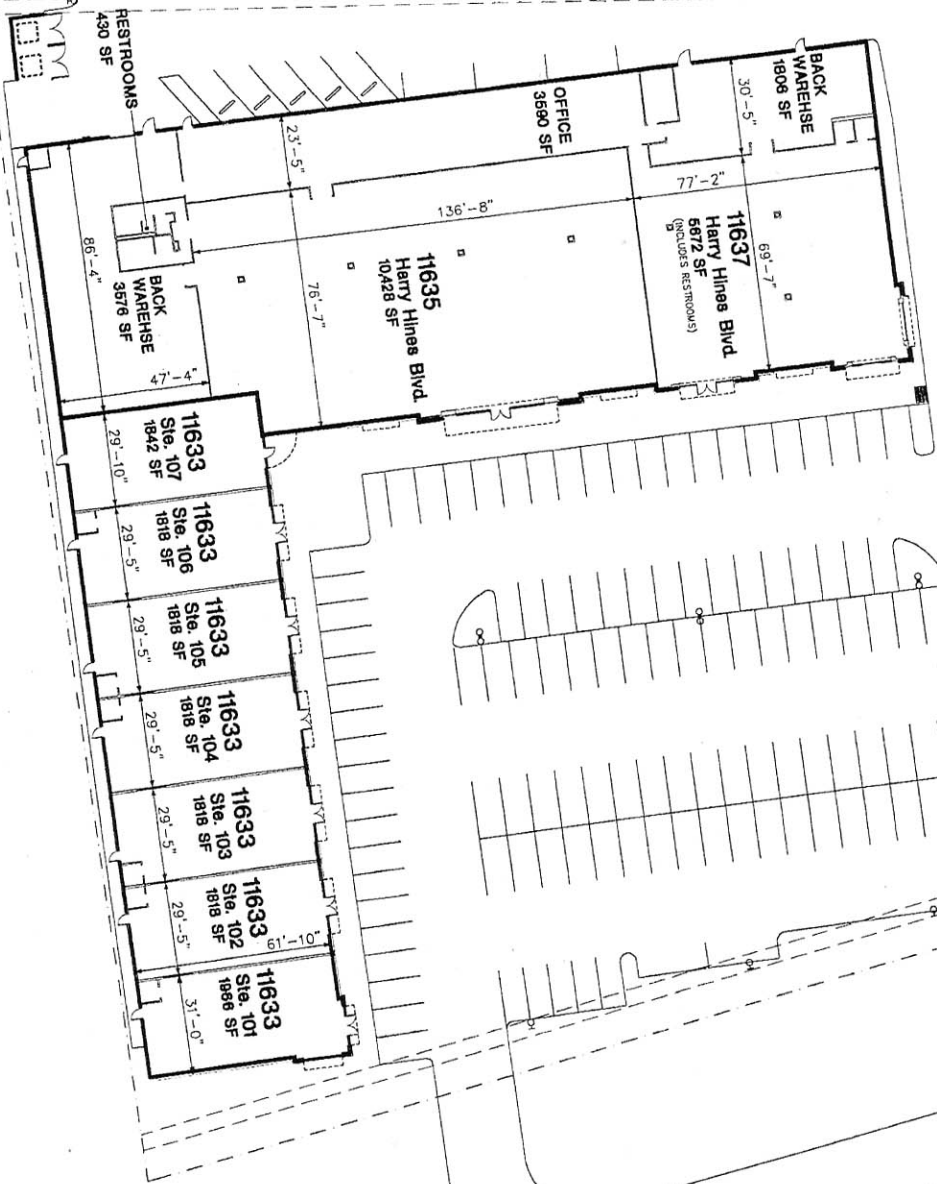 RESTROOMS
430 SF
BACK
WAREHSE
1806 SF
30'-5"
OFFICE
3590 SF
23'-5"
77'-2"
136'-8"
11637
Harry Hines Blvd.
5672 SF
(INCLUDES RESTROOMS)
69'-7"
11635
Harry Hines Blvd.
10,428 SF
76'-7"
86'-4"
BACK
WAREHSE
3576 SF
47'-4"
11633
Ste. 107
1842 SF
29'-10"
11633
Ste. 106
1818 SF
29'-5"
11633
Ste. 105
1818 SF
29'-5"
11633
Ste. 104
1818 SF
29'-5"
11633
Ste. 103
1818 SF
29'-5"
11633
Ste. 102
1818 SF
29'-5"
61'-10"
11633
Ste. 101
1966 SF
31'-0"